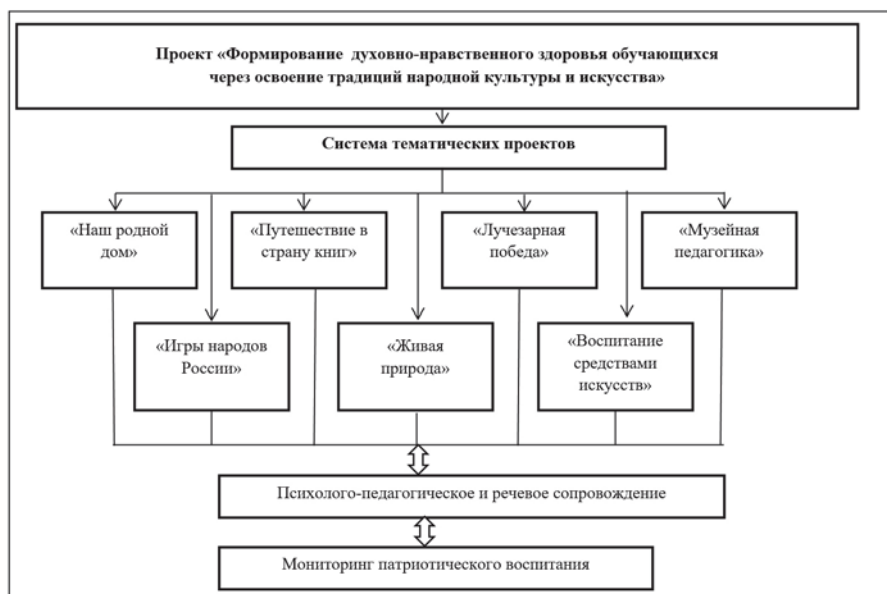 Проект «Формирование духовно-нравственного здоровья обучающихся
через освоение традиций народной культуры и искусства»
Система тематических проектов
«Наш родной
дом»
«Путешествие в
страну книг»
«Лучезарная
победа»
«Музейная
педагогика»
«Игры народов
России»
«Живая
природа»
«Воспитание
средствами
искусств»
Психолого-педагогическое и речевое сопровождение
Мониторинг патриотического воспитания